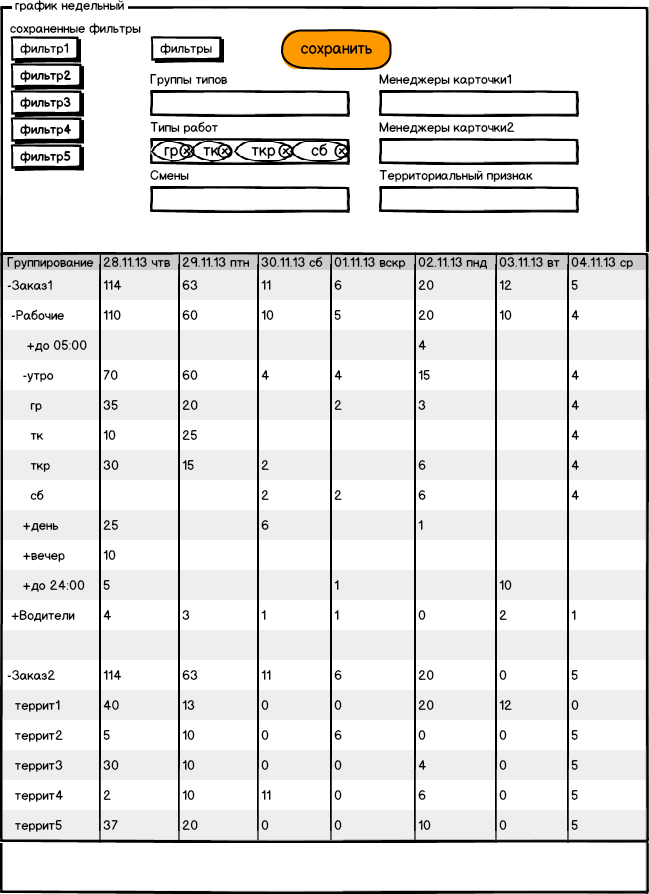 график недельный
сохраненные фильтры
фильтр1 фильтры сохранить
фильтр2 Группы типов Менеджеры карточки1
фильтр3
фильтр4 Типы работ Менеджеры карточки2
фильтр5 гр тк ткр сб
Смены Территориальный признак
Группирование 28.11.13 чтв 29.11.13 птн 30.11.13 сб 01.11.13 вскр 02.11.13 пнд 03.11.13 вт 04.11.13 ср
-Заказ1 114 63 11 6 20 12 5
-Рабочие 110 60 10 5 20 10 4
+до 05:00 4
-утро 70 60 4 4 15 4
гр 35 20 2 3 4
тк 10 25 4
ткр 30 15 2 6 4
сб 2 2 6 4
+день 25 6 1
+вечер 10
+до 24:00 5 1 10
+Водители 4 3 1 1 0 2 1
-Заказ2 114 63 11 6 20 0 5
террит1 40 13 0 0 20 12 0
террит2 5 10 0 6 0 0 5
террит3 30 10 0 0 4 0 5
террит4 2 10 11 0 6 0 5
террит5 37 20 0 0 10 0 5